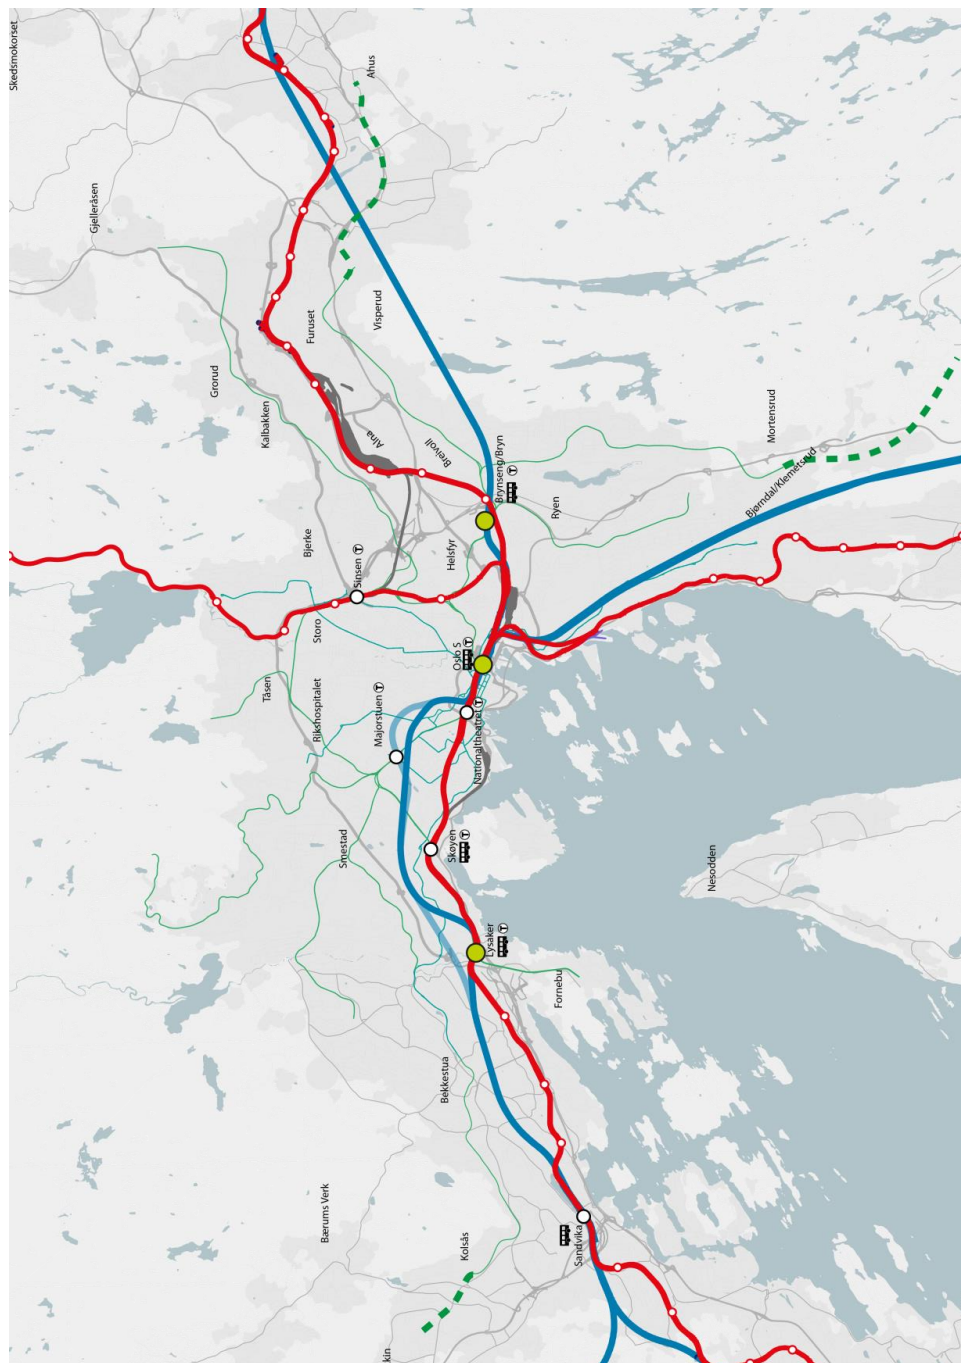 Skedsmokorset
Ahus
Gjelleråsen
Visperud
Furuset
Grorud
Kalbakken
Alna
Breivoll
Mortensrud
Brynseng/Bryn
T
Bjørndal/Klemetsrud
Ryen
Bjerke
Helsfyr
Sinsen T
Storo
Oslo S
T
Tåsen
Rikshospitalet
Majorstuen T
Nationaltheatret T
Smestad
Skøyen
T
Nesodden
Lysaker
T
Fornebu
Bekkestua
Bærums Verk
Kolsås
Sandvika
kin